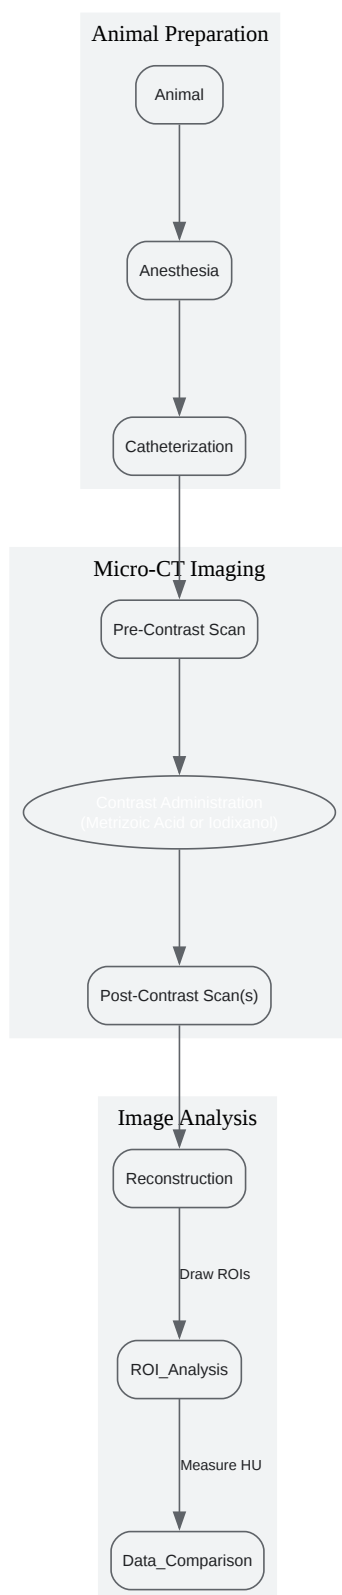 Animal Preparation
Animal
Anesthesia
Catheterization
Micro-CT Imaging
Pre-Contrast Scan
Contrast Administration
(Metrizoic Acid or Iodixanol)
Post-Contrast Scan(s)
Image Analysis
Reconstruction
Draw ROIs
ROI_Analysis
Measure HU
Data_Comparison